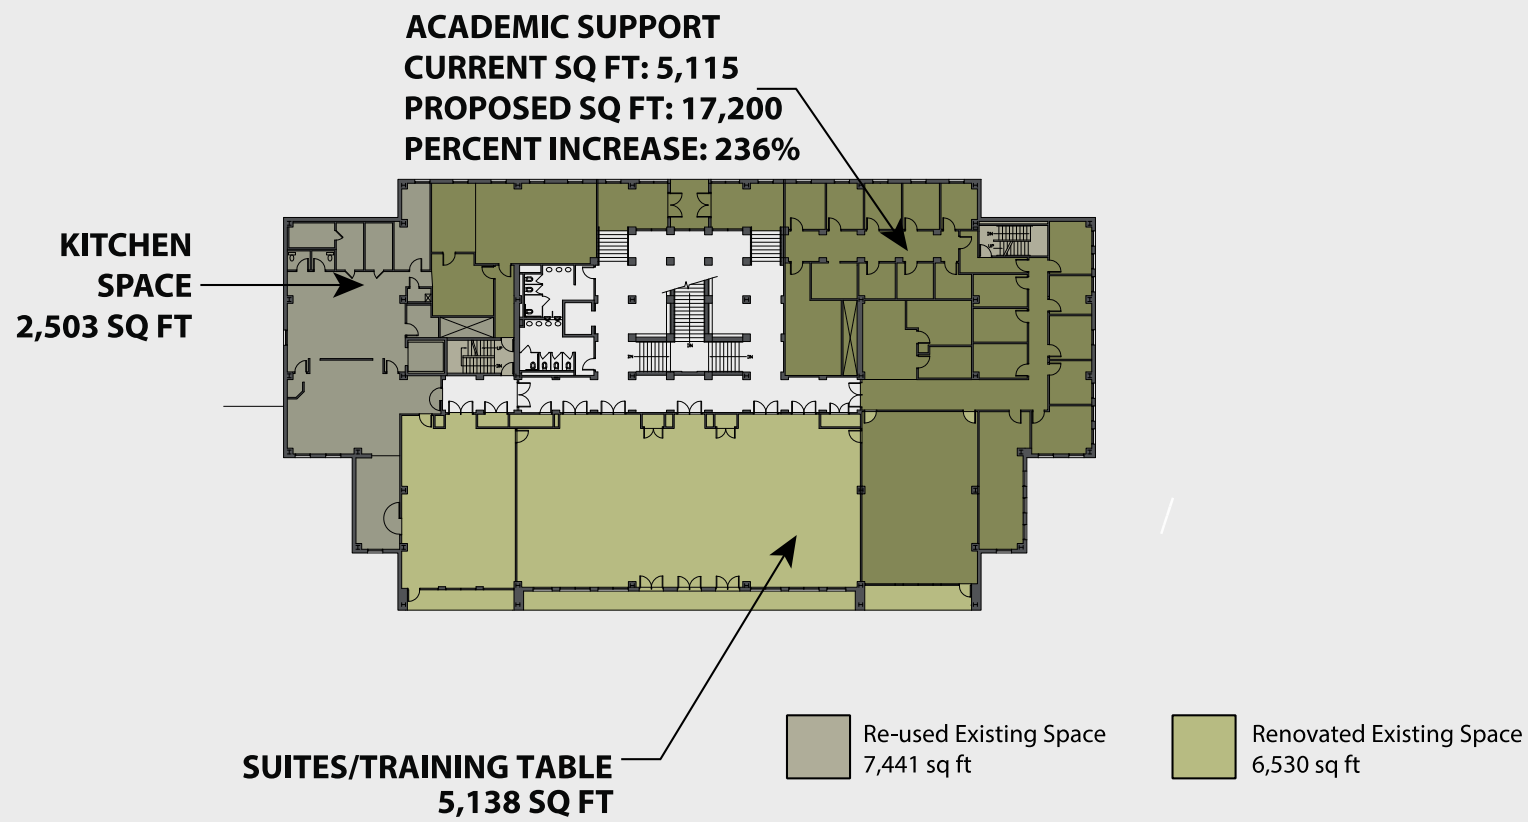 ACADEMIC SUPPORT
CURRENT SQ FT: 5,115
PROPOSED SQ FT: 17,200
PERCENT INCREASE: 236%
KITCHEN
SPACE
2,503 SQ FT
SUITES/TRAINING TABLE
5,138 SQ FT
Re-used Existing Space
7,441 sq ft
Renovated Existing Space
6,530 sq ft